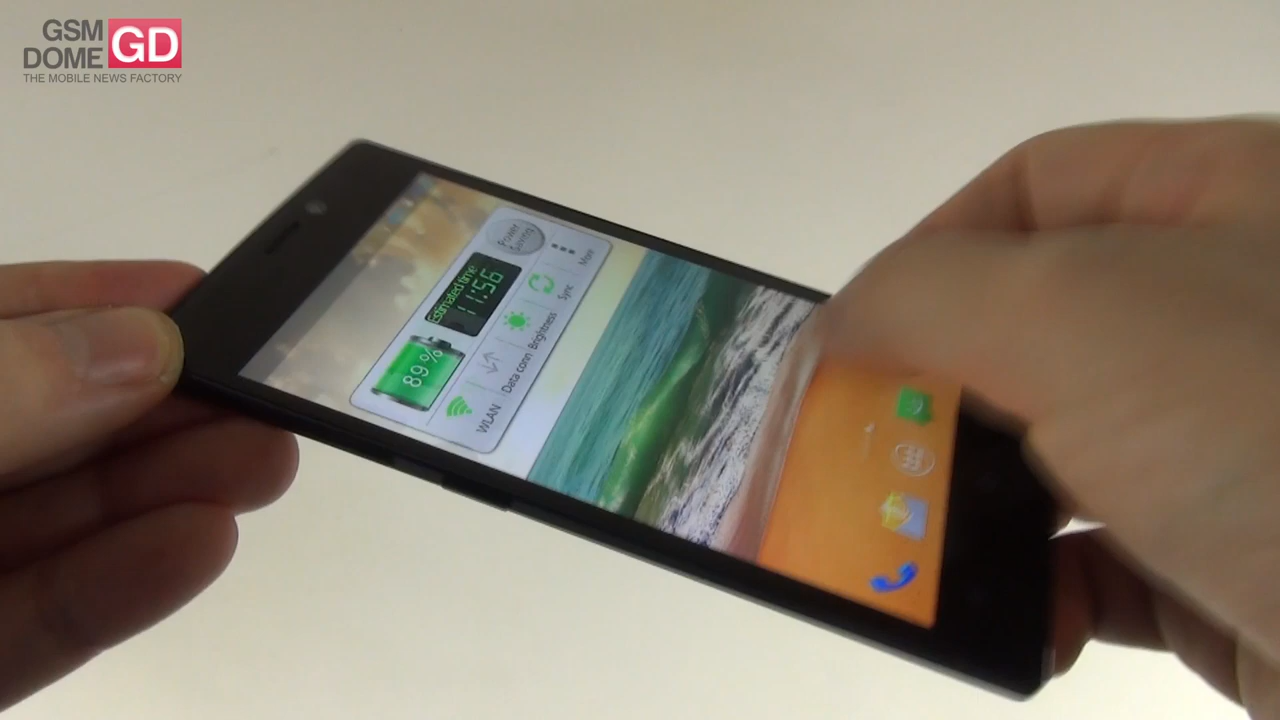 GSM
DOME GD
THE MOBILE NEWS FACTORY
Power
Saving
Estimated time
11:56
89 %
WLAN
Data conn
Brightness
Sync
More